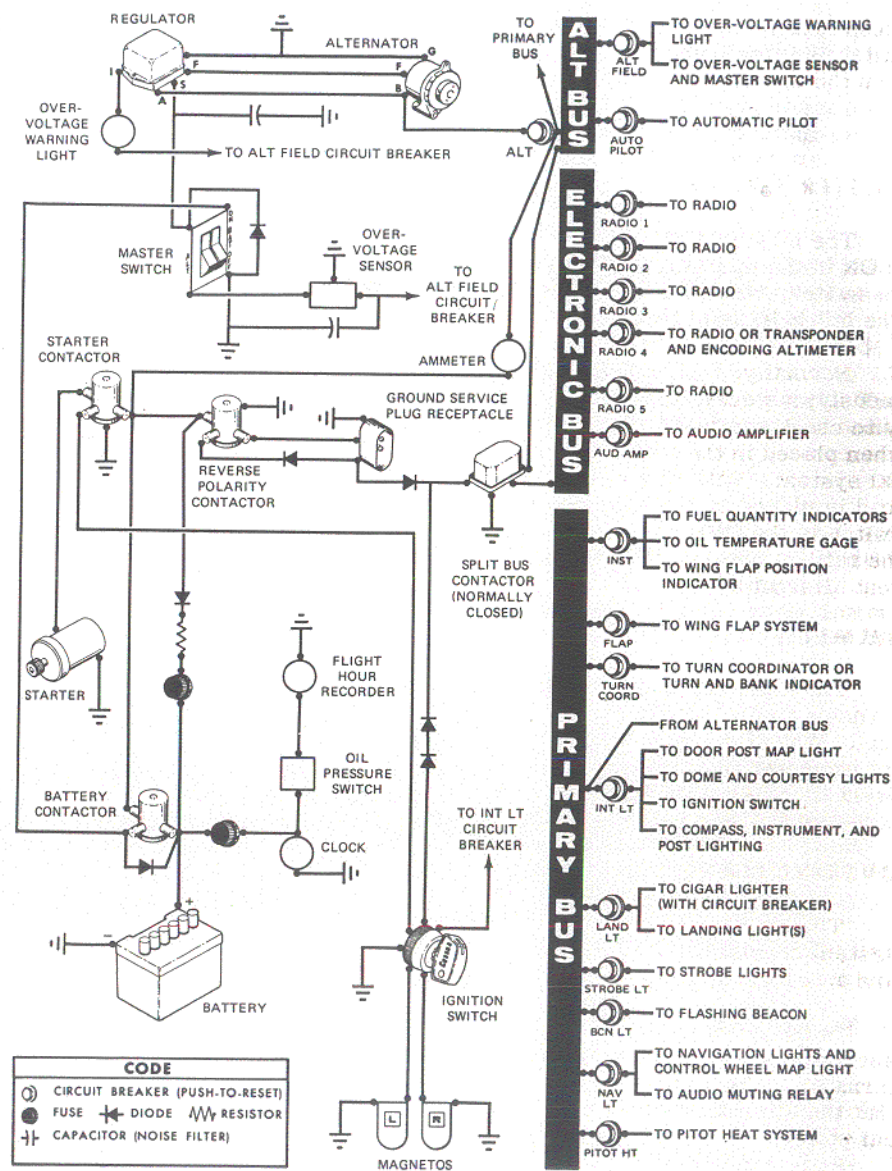 REGULATOR
ALTERNATOR
TO
PRIMARY
BUS
G
I
F
F
S
A
B
OVER-
VOLTAGE
WARNING
LIGHT
TO ALT FIELD CIRCUIT BREAKER
ALT
ALT BUS
ALT
FIELD
TO OVER-VOLTAGE WARNING
LIGHT
TO OVER-VOLTAGE SENSOR
AND MASTER SWITCH
AUTO
PILOT
TO AUTOMATIC PILOT
MASTER
SWITCH
OVER-
VOLTAGE
SENSOR
TO
ALT FIELD
CIRCUIT/
BREAKER
ELECTRONIC BUS
RADIO 1
TO RADIO
RADIO 2
TO RADIO
RADIO 3
TO RADIO
RADIO 4
TO RADIO OR TRANSPONDER
AND ENCODING ALTIMETER
RADIO 5
TO RADIO
AUD AMP
TO AUDIO AMPLIFIER
STARTER
CONTACTOR
AMMETER
GROUND SERVICE
PLUG RECEPTACLE
REVERSE
POLARITY
CONTACTOR
SPLIT BUS
CONTACTOR
(NORMALLY
CLOSED)
PRIMARY BUS
INST
TO FUEL QUANTITY INDICATORS
TO OIL TEMPERATURE GAGE
TO WING FLAP POSITION
INDICATOR
FLAP
TO WING FLAP SYSTEM
TURN
COORD
TO TURN COORDINATOR OR
TURN AND BANK INDICATOR
FROM ALTERNATOR BUS
INT LT
TO DOOR POST MAP LIGHT
TO DOME AND COURTESY LIGHTS
TO IGNITION SWITCH
TO COMPASS, INSTRUMENT, AND
POST LIGHTING
LAND
LT
TO CIGAR LIGHTER
(WITH CIRCUIT BREAKER)
TO LANDING LIGHT(S)
STROBE LT
TO STROBE LIGHTS
BCN LT
TO FLASHING BEACON
NAV
LT
TO NAVIGATION LIGHTS AND
CONTROL WHEEL MAP LIGHT
TO AUDIO MUTING RELAY
PITOT HT
TO PITOT HEAT SYSTEM
STARTER
FLIGHT
HOUR
RECORDER
OIL
PRESSURE
SWITCH
BATTERY
CONTACTOR
CLOCK
TO INT LT
CIRCUIT
BREAKER
− +
BATTERY
IGNITION
SWITCH
L
R
MAGNETOS
CODE
CIRCUIT BREAKER (PUSH-TO-RESET)
FUSE DIODE RESISTOR
CAPACITOR (NOISE FILTER)